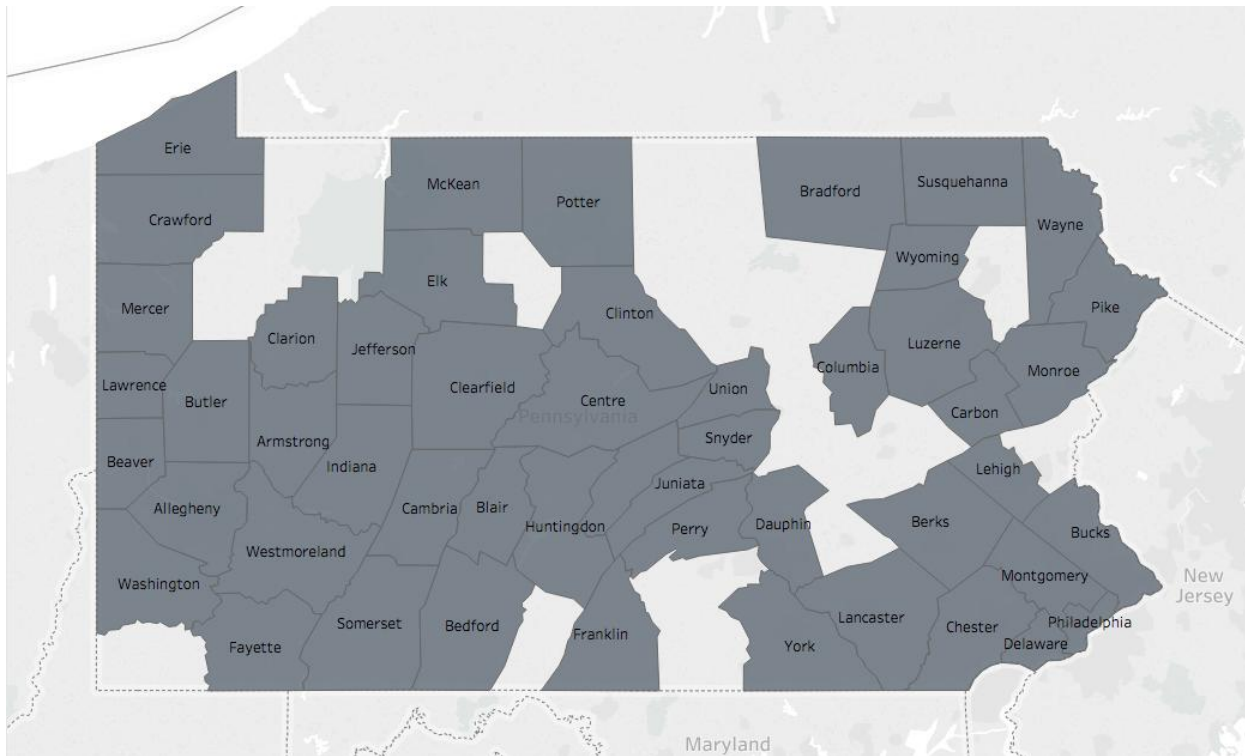 Erie
McKean
Susquehanna
Bradford
Potter
Crawford
Wayne
Wyoming
Elk
Mercer
Pike
Clinton
Clarion
Luzerne
Jefferson
Columbia
Monroe
Lawrence
Clearfield
Union
Butler
Centre
Carbon
Pennsylvania
Snyder
Armstrong
Beaver
Indiana
Lehigh
Juniata
Allegheny
Cambria
Blair
Huntingdon
Perry
Dauphin
Berks
Bucks
Westmoreland
Montgomery
New
Jersey
Washington
Lancaster
Somerset
Bedford
Philadelphia
Franklin
Chester
Fayette
York
Delaware
Maryland